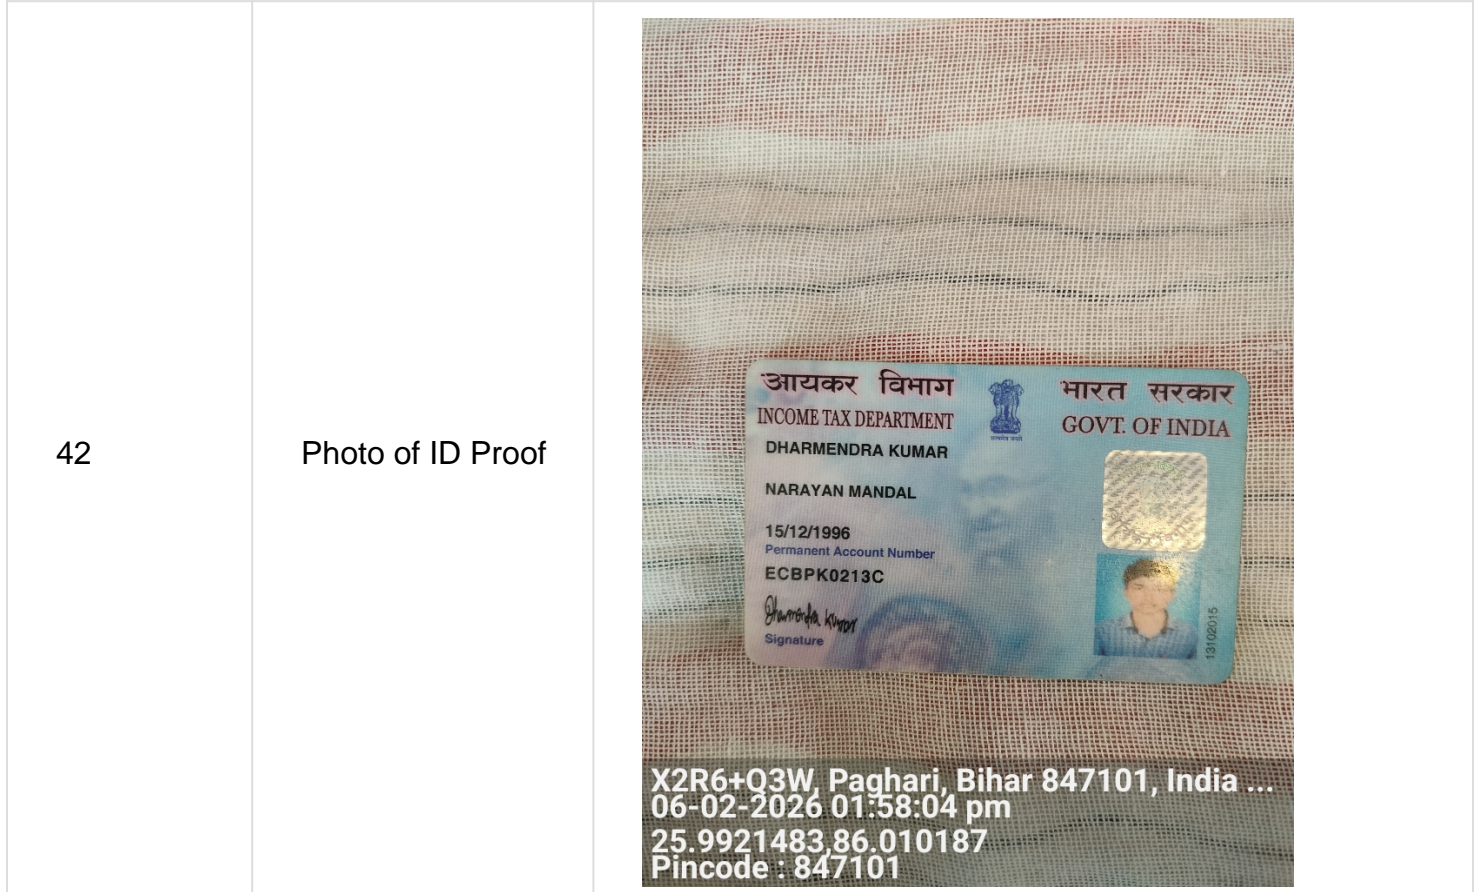 42
Photo of ID Proof
आयकर विभाग
INCOME TAX DEPARTMENT
भारत सरकार
GOVT. OF INDIA
DHARMENDRA KUMAR
NARAYAN MANDAL
15/12/1996
Permanent Account Number
ECBPK0213C
Dharmendra Kumar
Signature
13102015
X2R6+Q3W, Paghari, Bihar 847101, India ...
06-02-2026 01:58:04 pm
25.9921483,86.010187
Pincode : 847101